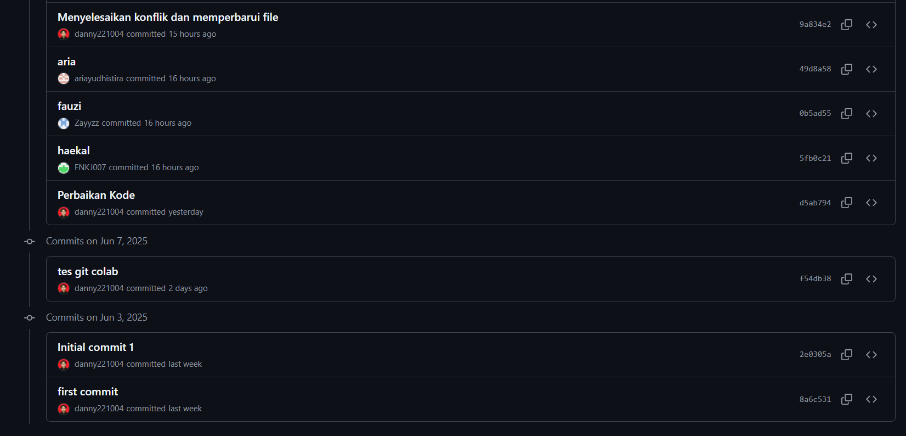 Menyelesaikan konflik dan memperbarui file
danny221004 committed 15 hours ago
9a834e2
aria
ariayudhistira committed 16 hours ago
49d8a58
fauzi
Zayyzz committed 16 hours ago
0b5ad55
haekal
FNKJ007 committed 16 hours ago
5fb0c21
Perbaikan Kode
danny221004 committed yesterday
d5ab794
Commits on Jun 7, 2025
tes git colab
danny221004 committed 2 days ago
f54db38
Commits on Jun 3, 2025
Initial commit 1
danny221004 committed last week
2e0305a
first commit
danny221004 committed last week
8a6c531